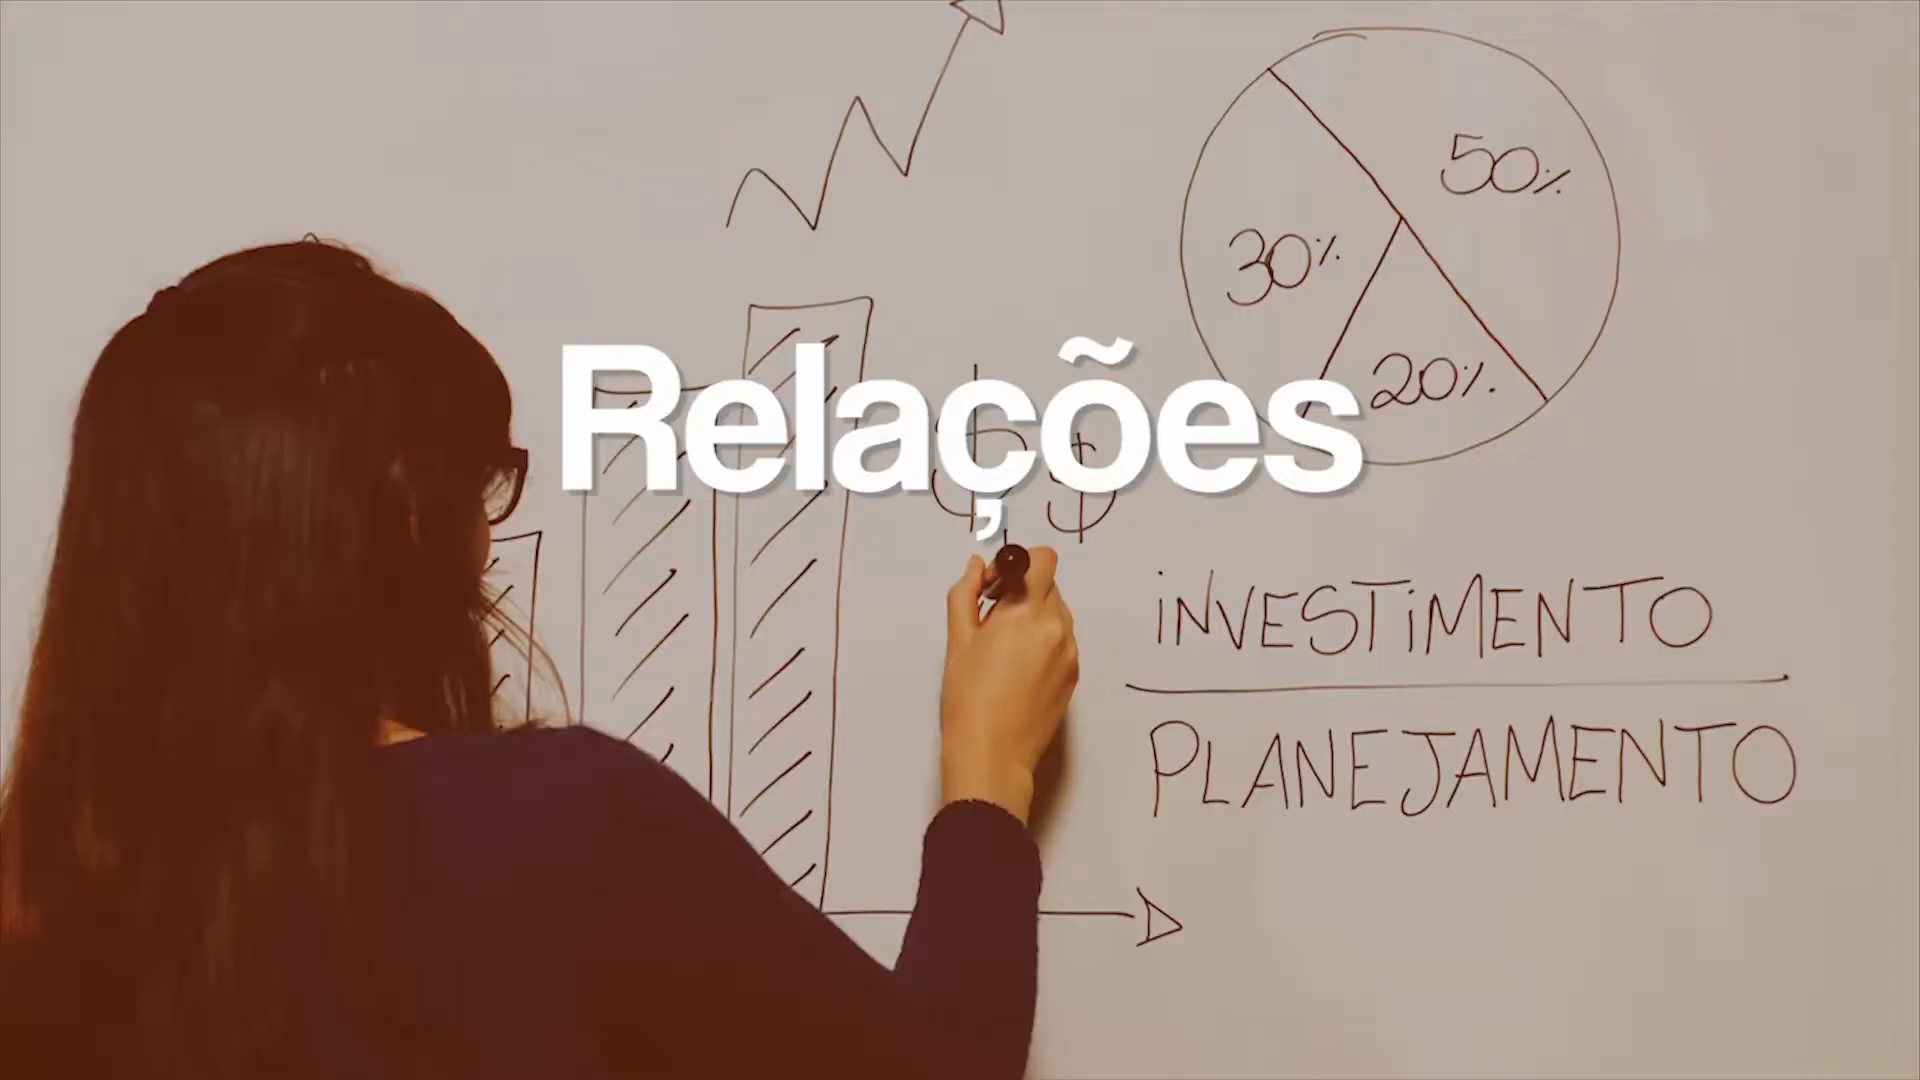 50%
30%
20%
Relações
$ $
iNVESTiMENTO
PLANEJAMENTO